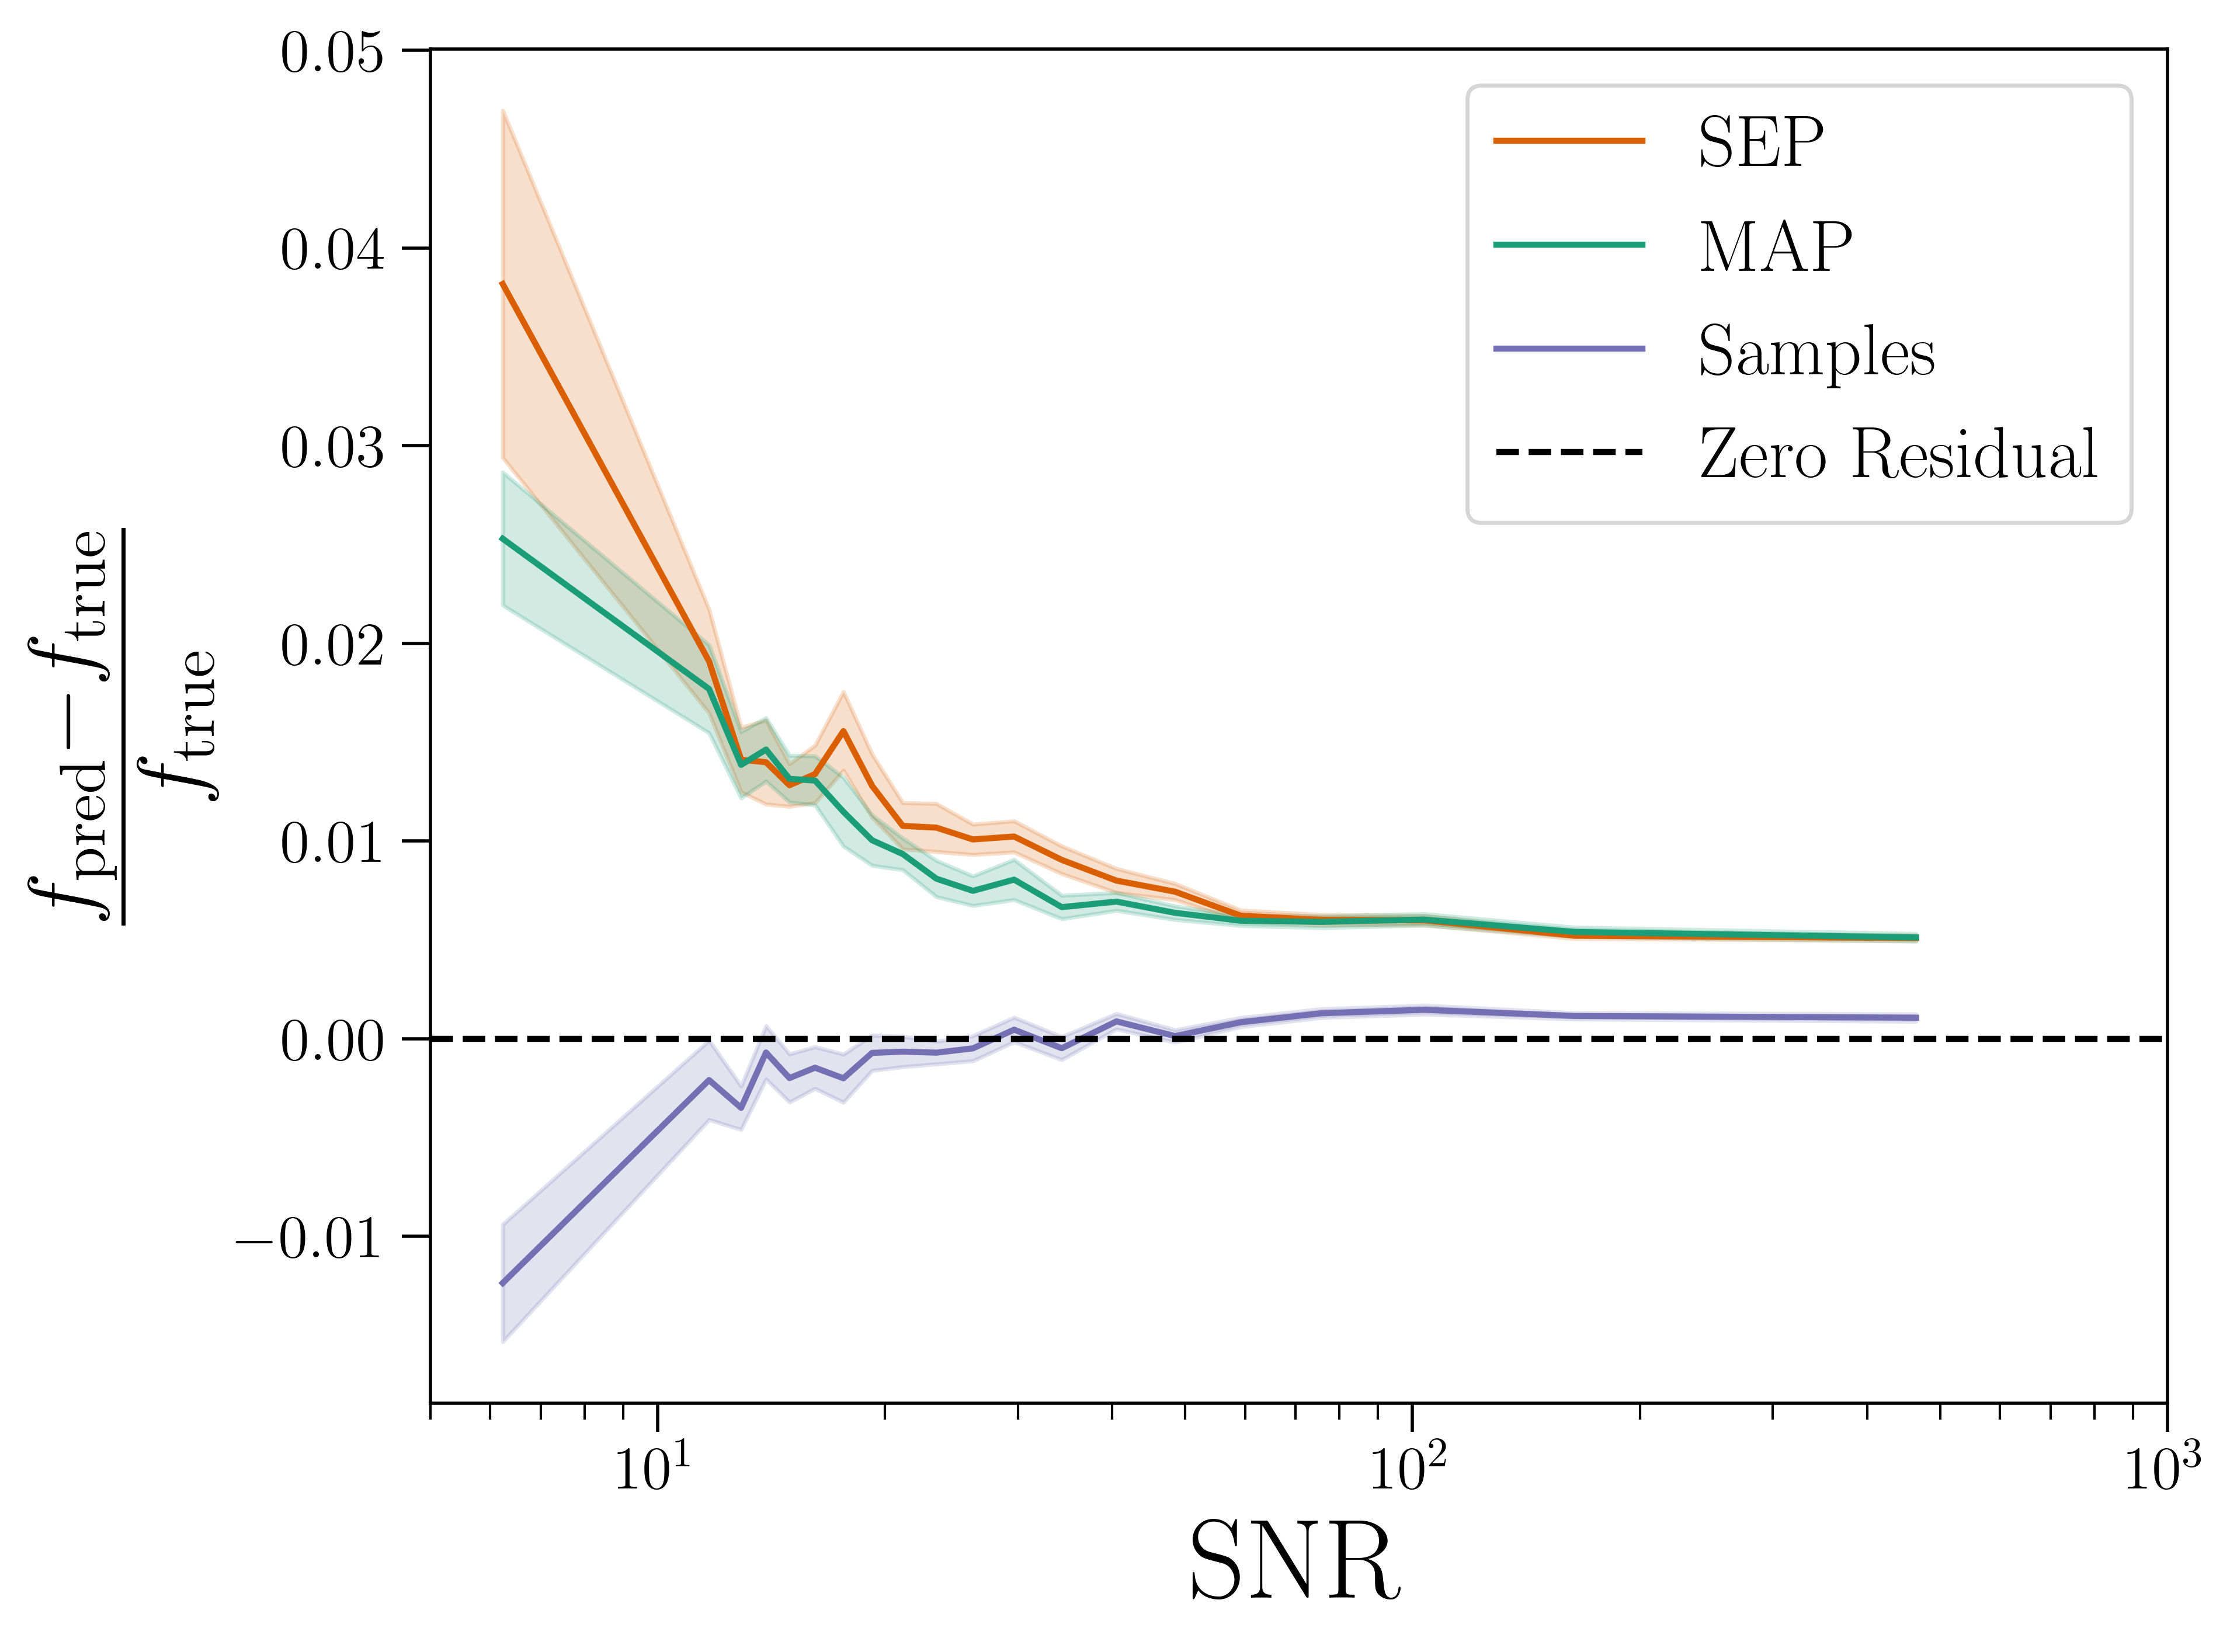 0.05
0.04
0.03
0.02
0.01
0.00
−0.01
f_pred − f_true
f_true
SEP
MAP
Samples
Zero Residual
10^1 10^2 10^3
SNR